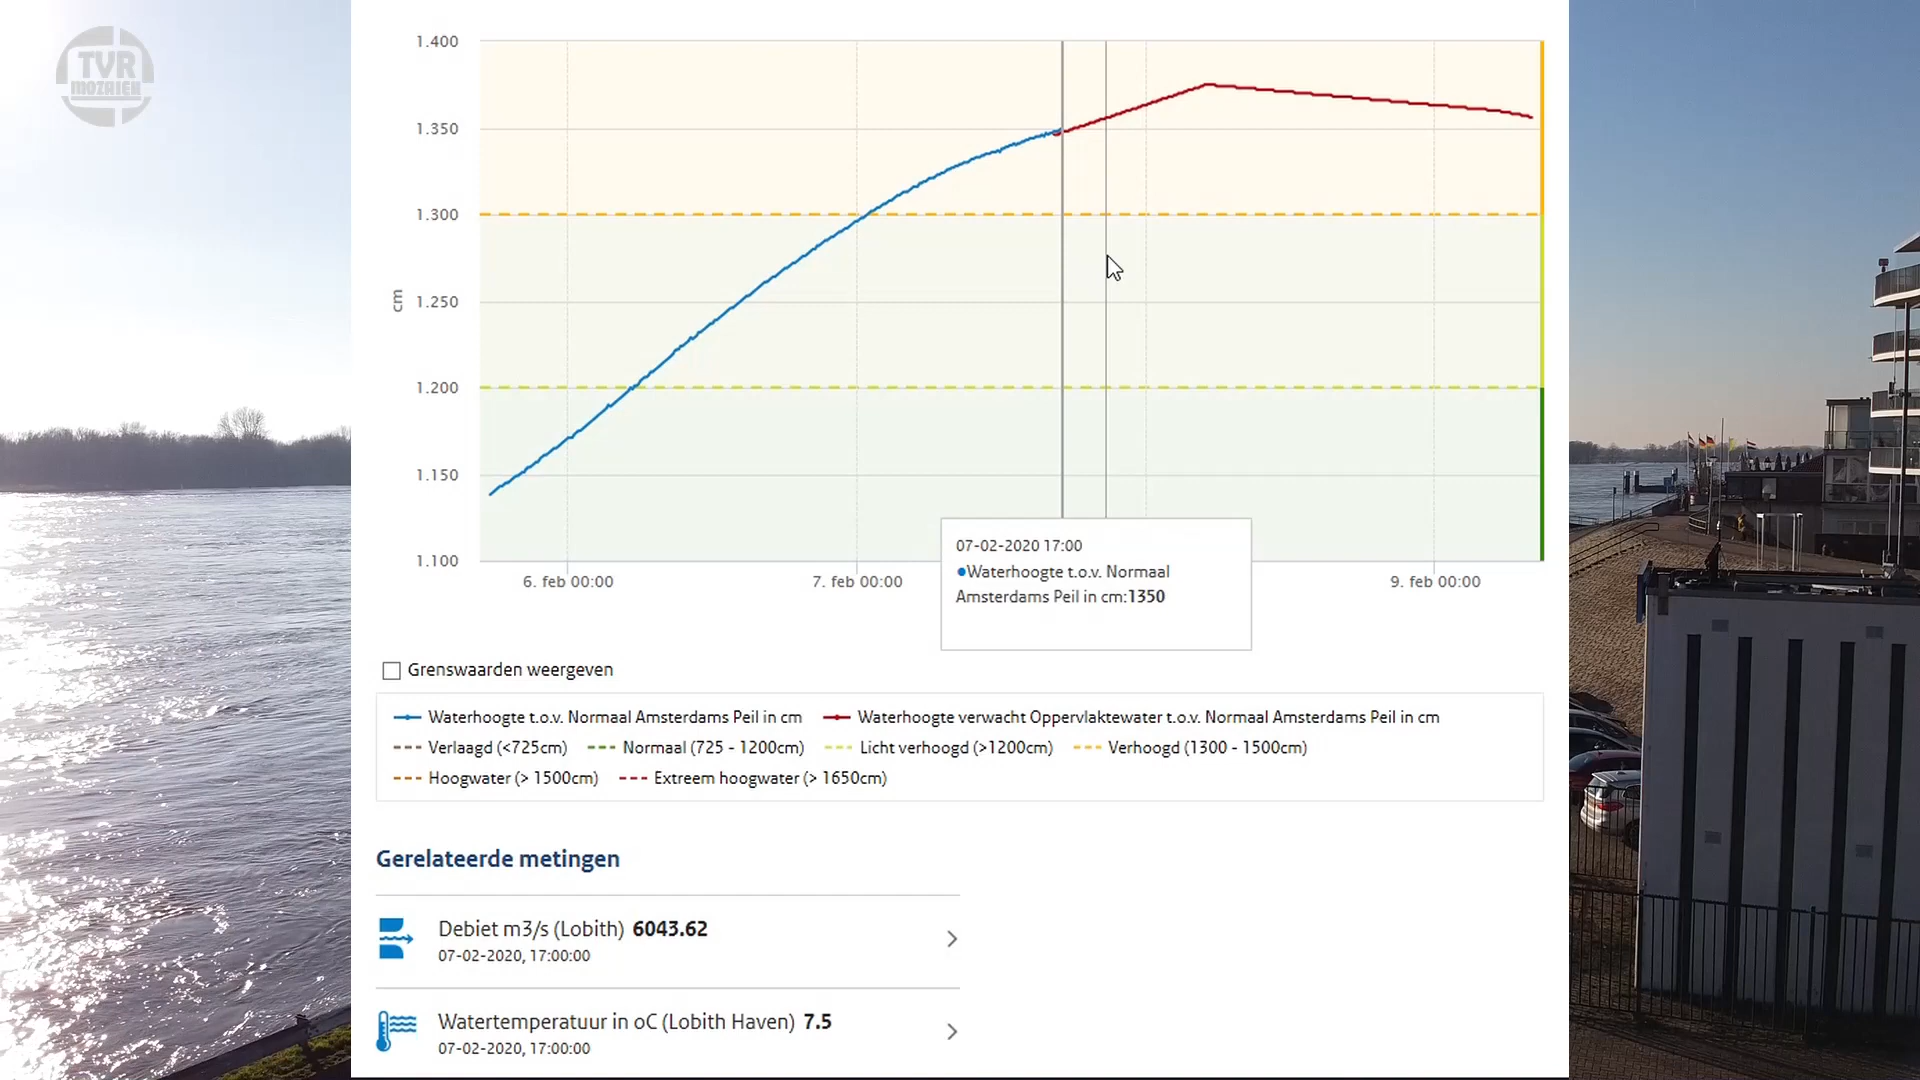 TVR
MOZAIEK
1.400
1.350
1.300
1.250
cm
1.200
1.150
1.100
6. feb 00:00
7. feb 00:00
9. feb 00:00
07-02-2020 17:00
●Waterhoogte t.o.v. Normaal
Amsterdams Peil in cm:1350
Grenswaarden weergeven
Waterhoogte t.o.v. Normaal Amsterdams Peil in cm
Waterhoogte verwacht Oppervlaktewater t.o.v. Normaal Amsterdams Peil in cm
Verlaagd (<725cm)
Normaal (725 - 1200cm)
Licht verhoogd (>1200cm)
Verhoogd (1300 - 1500cm)
Hoogwater (> 1500cm)
Extreem hoogwater (> 1650cm)
Gerelateerde metingen
Debiet m3/s (Lobith) 6043.62
07-02-2020, 17:00:00
Watertemperatuur in oC (Lobith Haven) 7.5
07-02-2020, 17:00:00